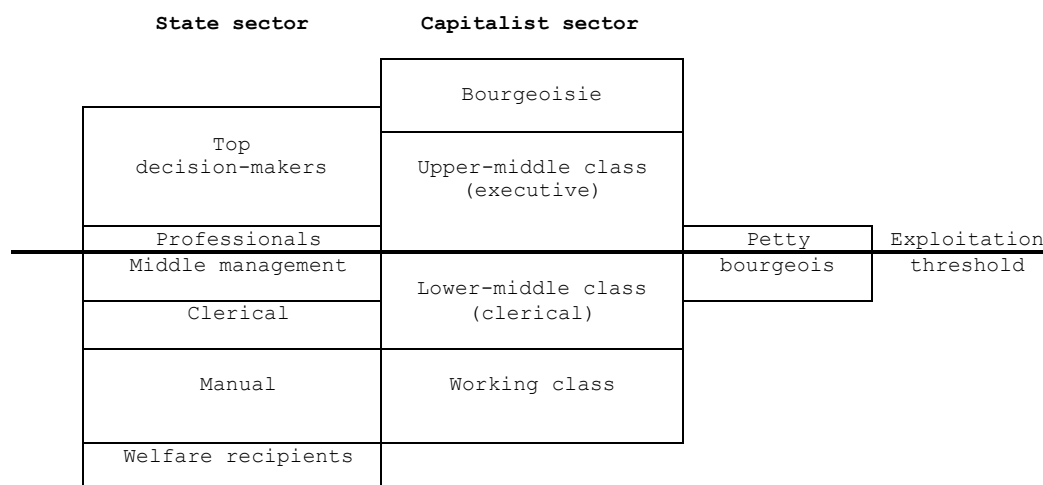 State sector
Capitalist sector
Bourgeoisie
Top
decision-makers
Upper-middle class
(executive)
Professionals
Petty
Exploitation
Middle management
bourgeois
threshold
Lower-middle class
(clerical)
Clerical
Manual
Working class
Welfare recipients